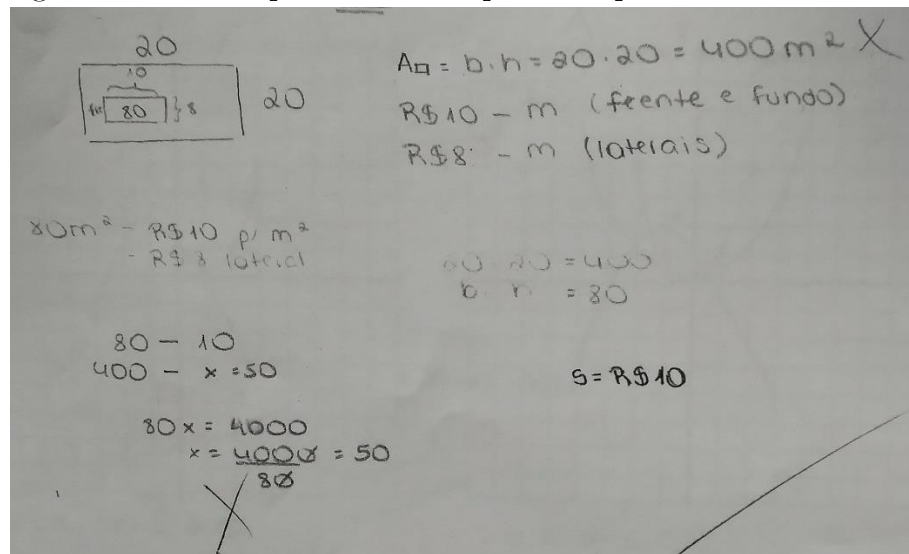 20
10
80 } 8
20
A▭ = b.h = 20.20 = 400 m² X
R$10 - m (frente e fundo)
R$8 - m (laterais)
80m² - R$10 p/ m²
- R$ 8 lateral
20 = 400
b. h = 80
80 - 10
400 - x = 50
80x = 4000
x = 4000 = 50
80
S = R$10